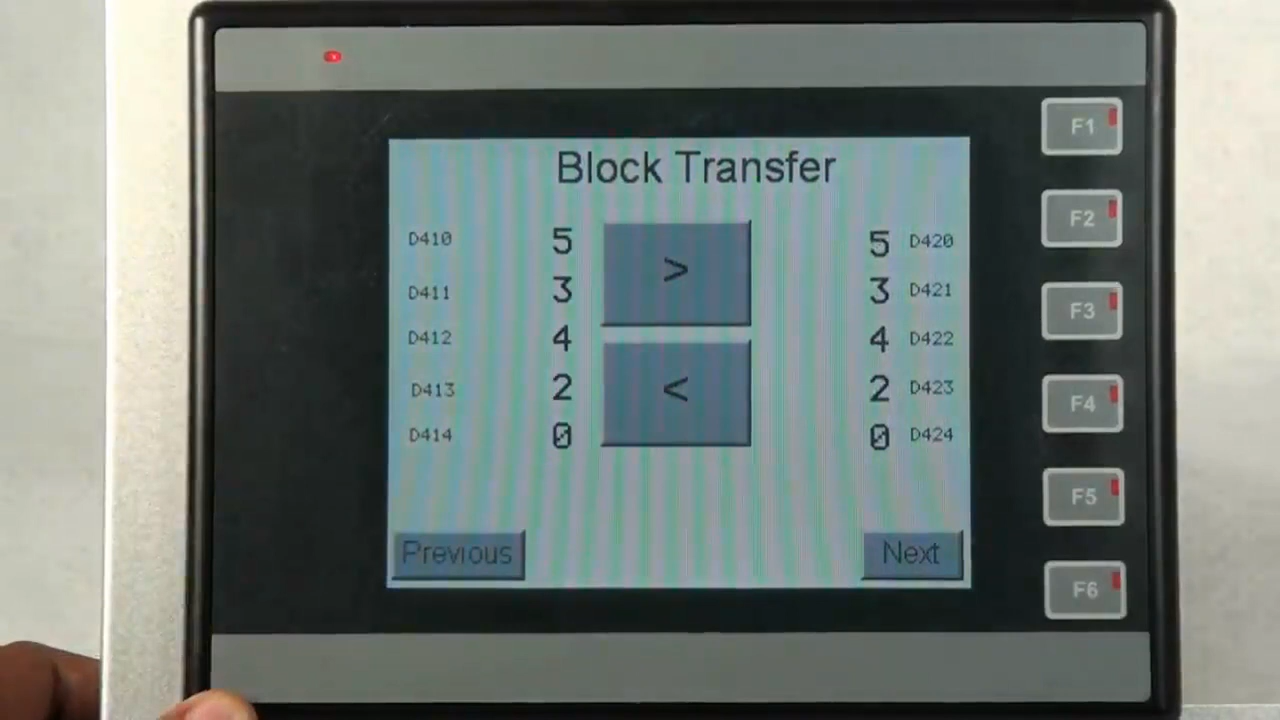 F1
Block Transfer
F2
D410 5 > 5 D420
D411 3 3 D421
F3
D412 4 4 D422
D413 2 < 2 D423
F4
D414 0 0 D424
F5
Previous Next
F6